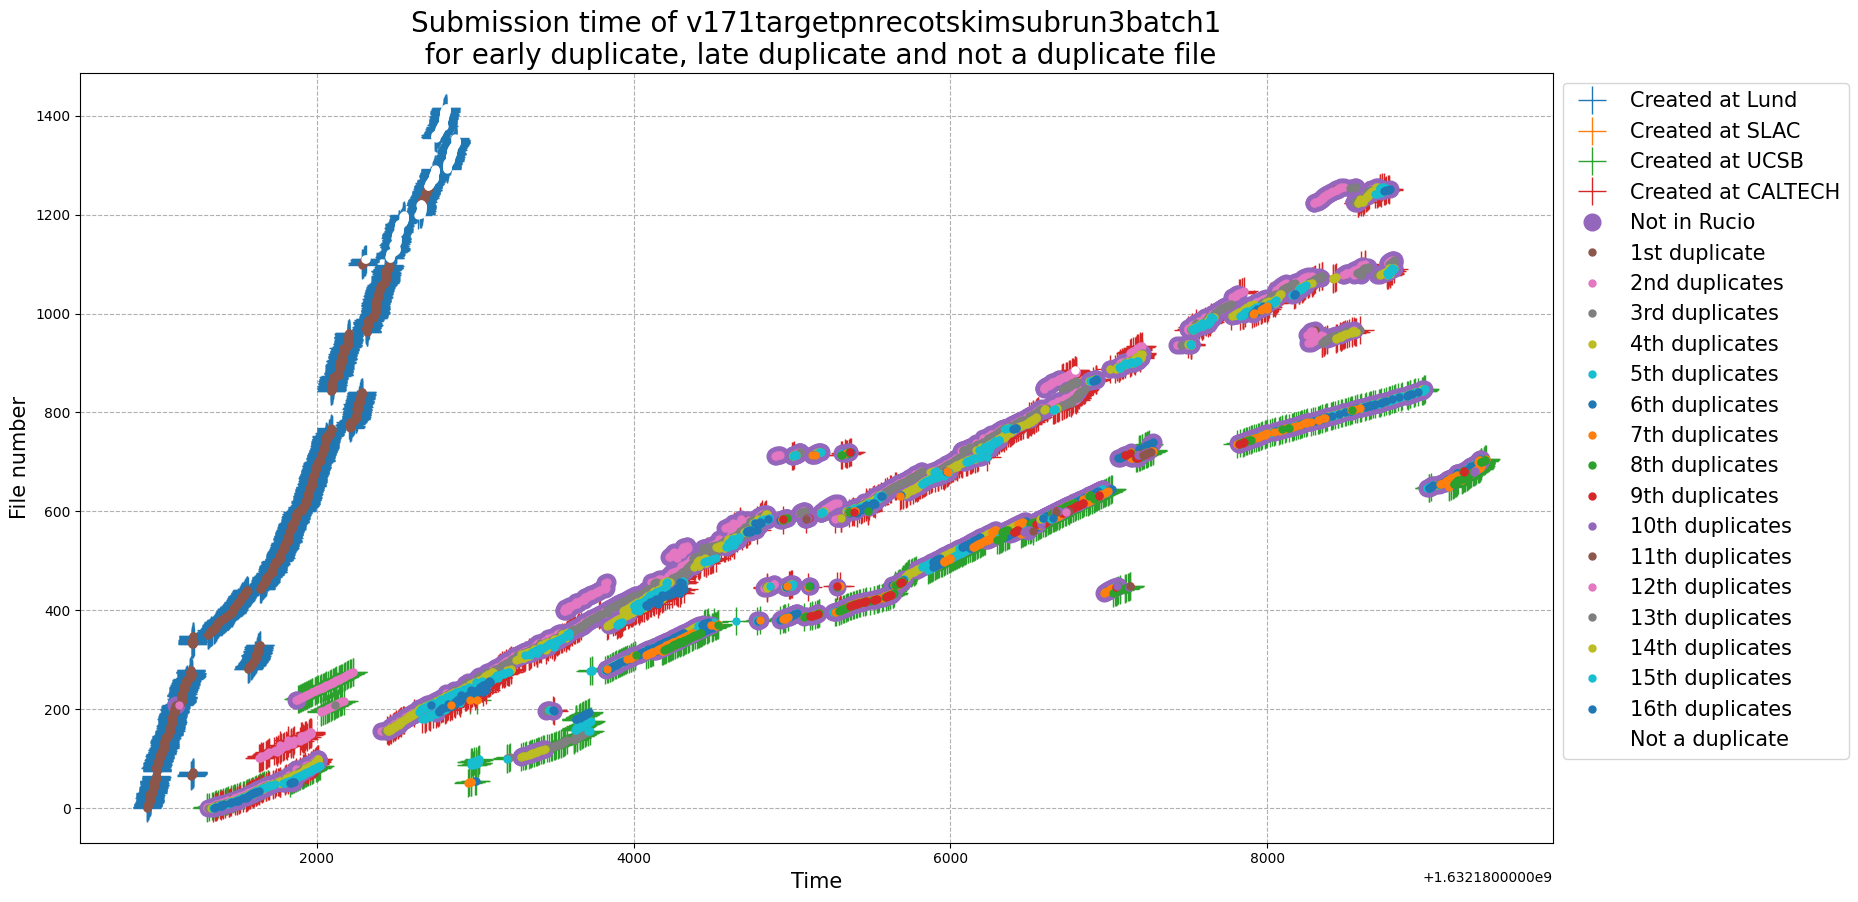 Submission time of v171targetpnrecotskimsubrun3batch1
for early duplicate, late duplicate and not a duplicate file
File number
1400
1200
1000
800
600
400
200
0
2000
4000
6000
8000
+1.6321800000e9
Time
Created at Lund
Created at SLAC
Created at UCSB
Created at CALTECH
Not in Rucio
1st duplicate
2nd duplicates
3rd duplicates
4th duplicates
5th duplicates
6th duplicates
7th duplicates
8th duplicates
9th duplicates
10th duplicates
11th duplicates
12th duplicates
13th duplicates
14th duplicates
15th duplicates
16th duplicates
Not a duplicate